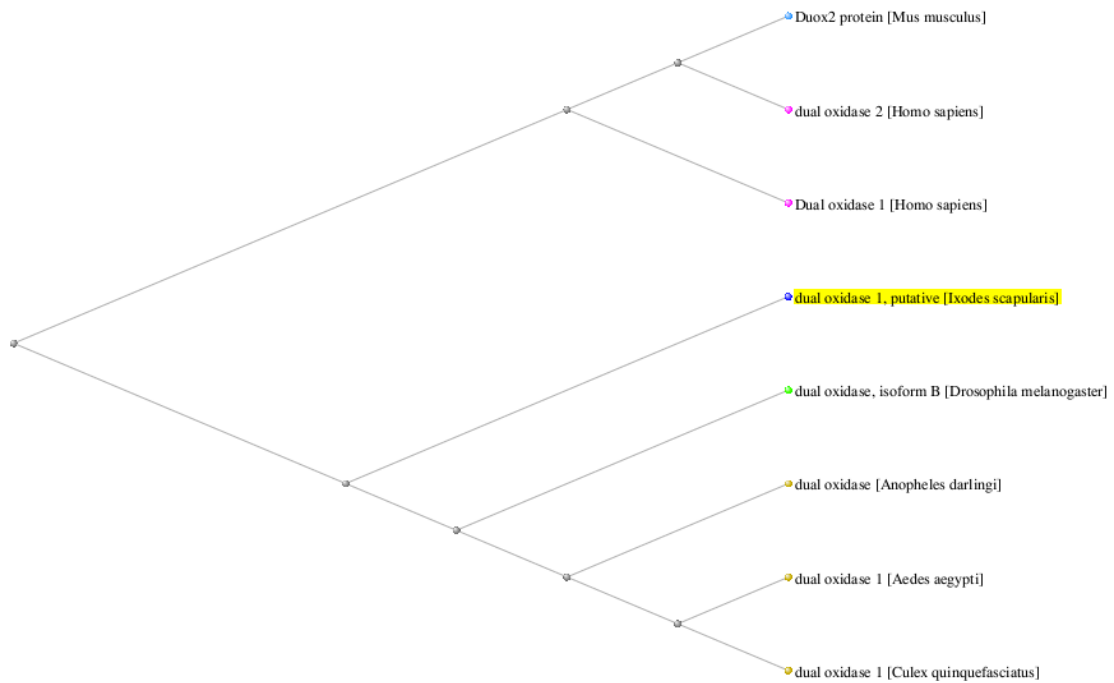 Duox2 protein [Mus musculus]
dual oxidase 2 [Homo sapiens]
Dual oxidase 1 [Homo sapiens]
dual oxidase 1, putative [Ixodes scapularis]
dual oxidase, isoform B [Drosophila melanogaster]
dual oxidase [Anopheles darlingi]
dual oxidase 1 [Aedes aegypti]
dual oxidase 1 [Culex quinquefasciatus]